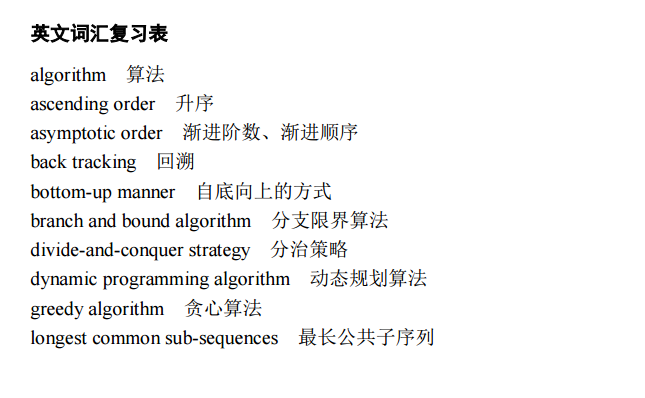 英文词汇复习表
algorithm 算法
ascending order 升序
asymptotic order 渐进阶数、渐进顺序
back tracking 回溯
bottom-up manner 自底向上的方式
branch and bound algorithm 分支限界算法
divide-and-conquer strategy 分治策略
dynamic programming algorithm 动态规划算法
greedy algorithm 贪心算法
longest common sub-sequences 最长公共子序列